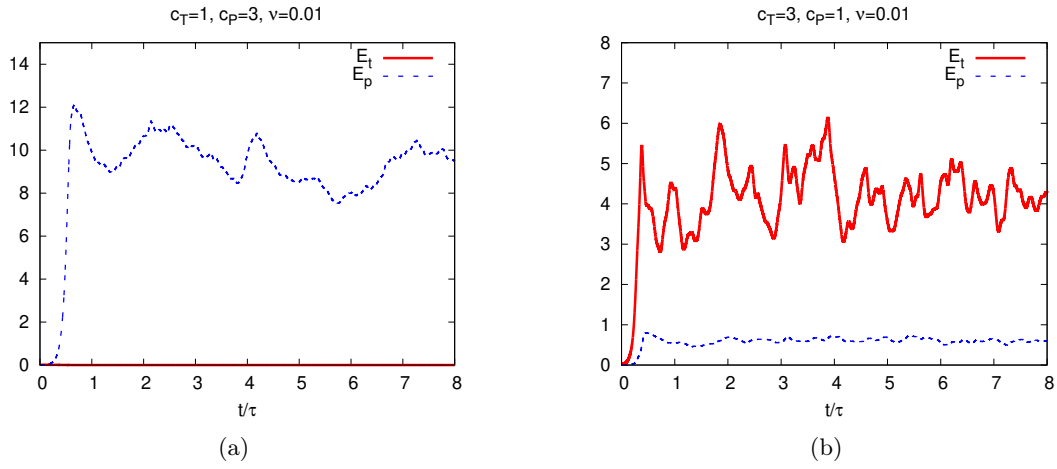 c_T=1, c_P=3, ν=0.01
14
12
10
8
6
4
2
0
E_t
E_p
0 1 2 3 4 5 6 7 8
t/τ
(a)
c_T=3, c_P=1, ν=0.01
8
7
6
5
4
3
2
1
0
E_t
E_p
0 1 2 3 4 5 6 7 8
t/τ
(b)